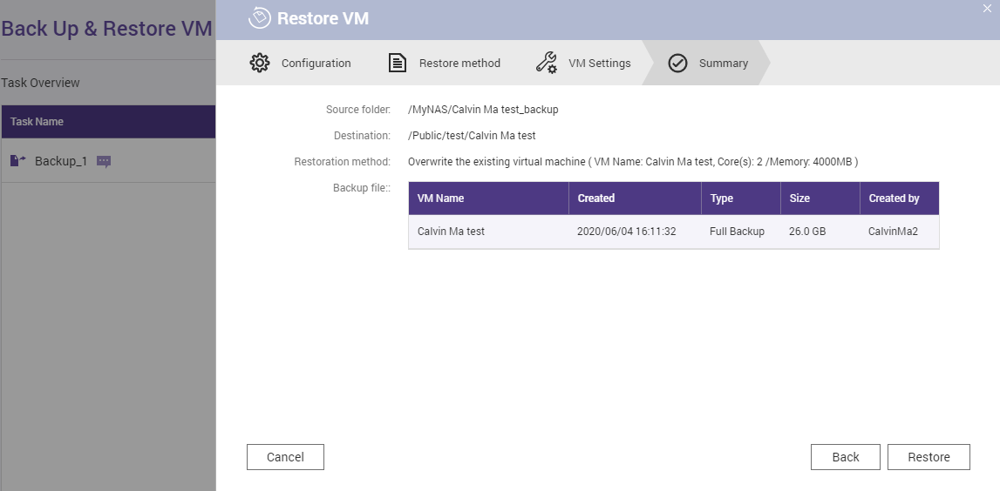 Back Up & Restore VM
Task Overview
Task Name
Backup_1
Restore VM
Configuration
Restore method
VM Settings
Summary
Source folder: /MyNAS/Calvin Ma test_backup
Destination: /Public/test/Calvin Ma test
Restoration method: Overwrite the existing virtual machine ( VM Name: Calvin Ma test, Core(s): 2 /Memory: 4000MB )
Backup file::
VM Name Created Type Size Created by
Calvin Ma test 2020/06/04 16:11:32 Full Backup 26.0 GB CalvinMa2
Cancel Back Restore